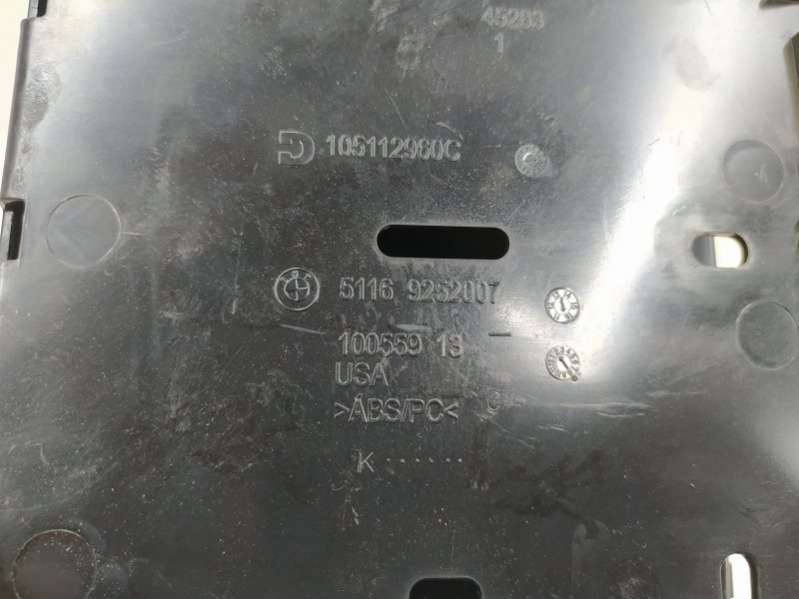 45203
1
105112960C
5116 9252007
100559 13
USA
>ABS/PC<
K